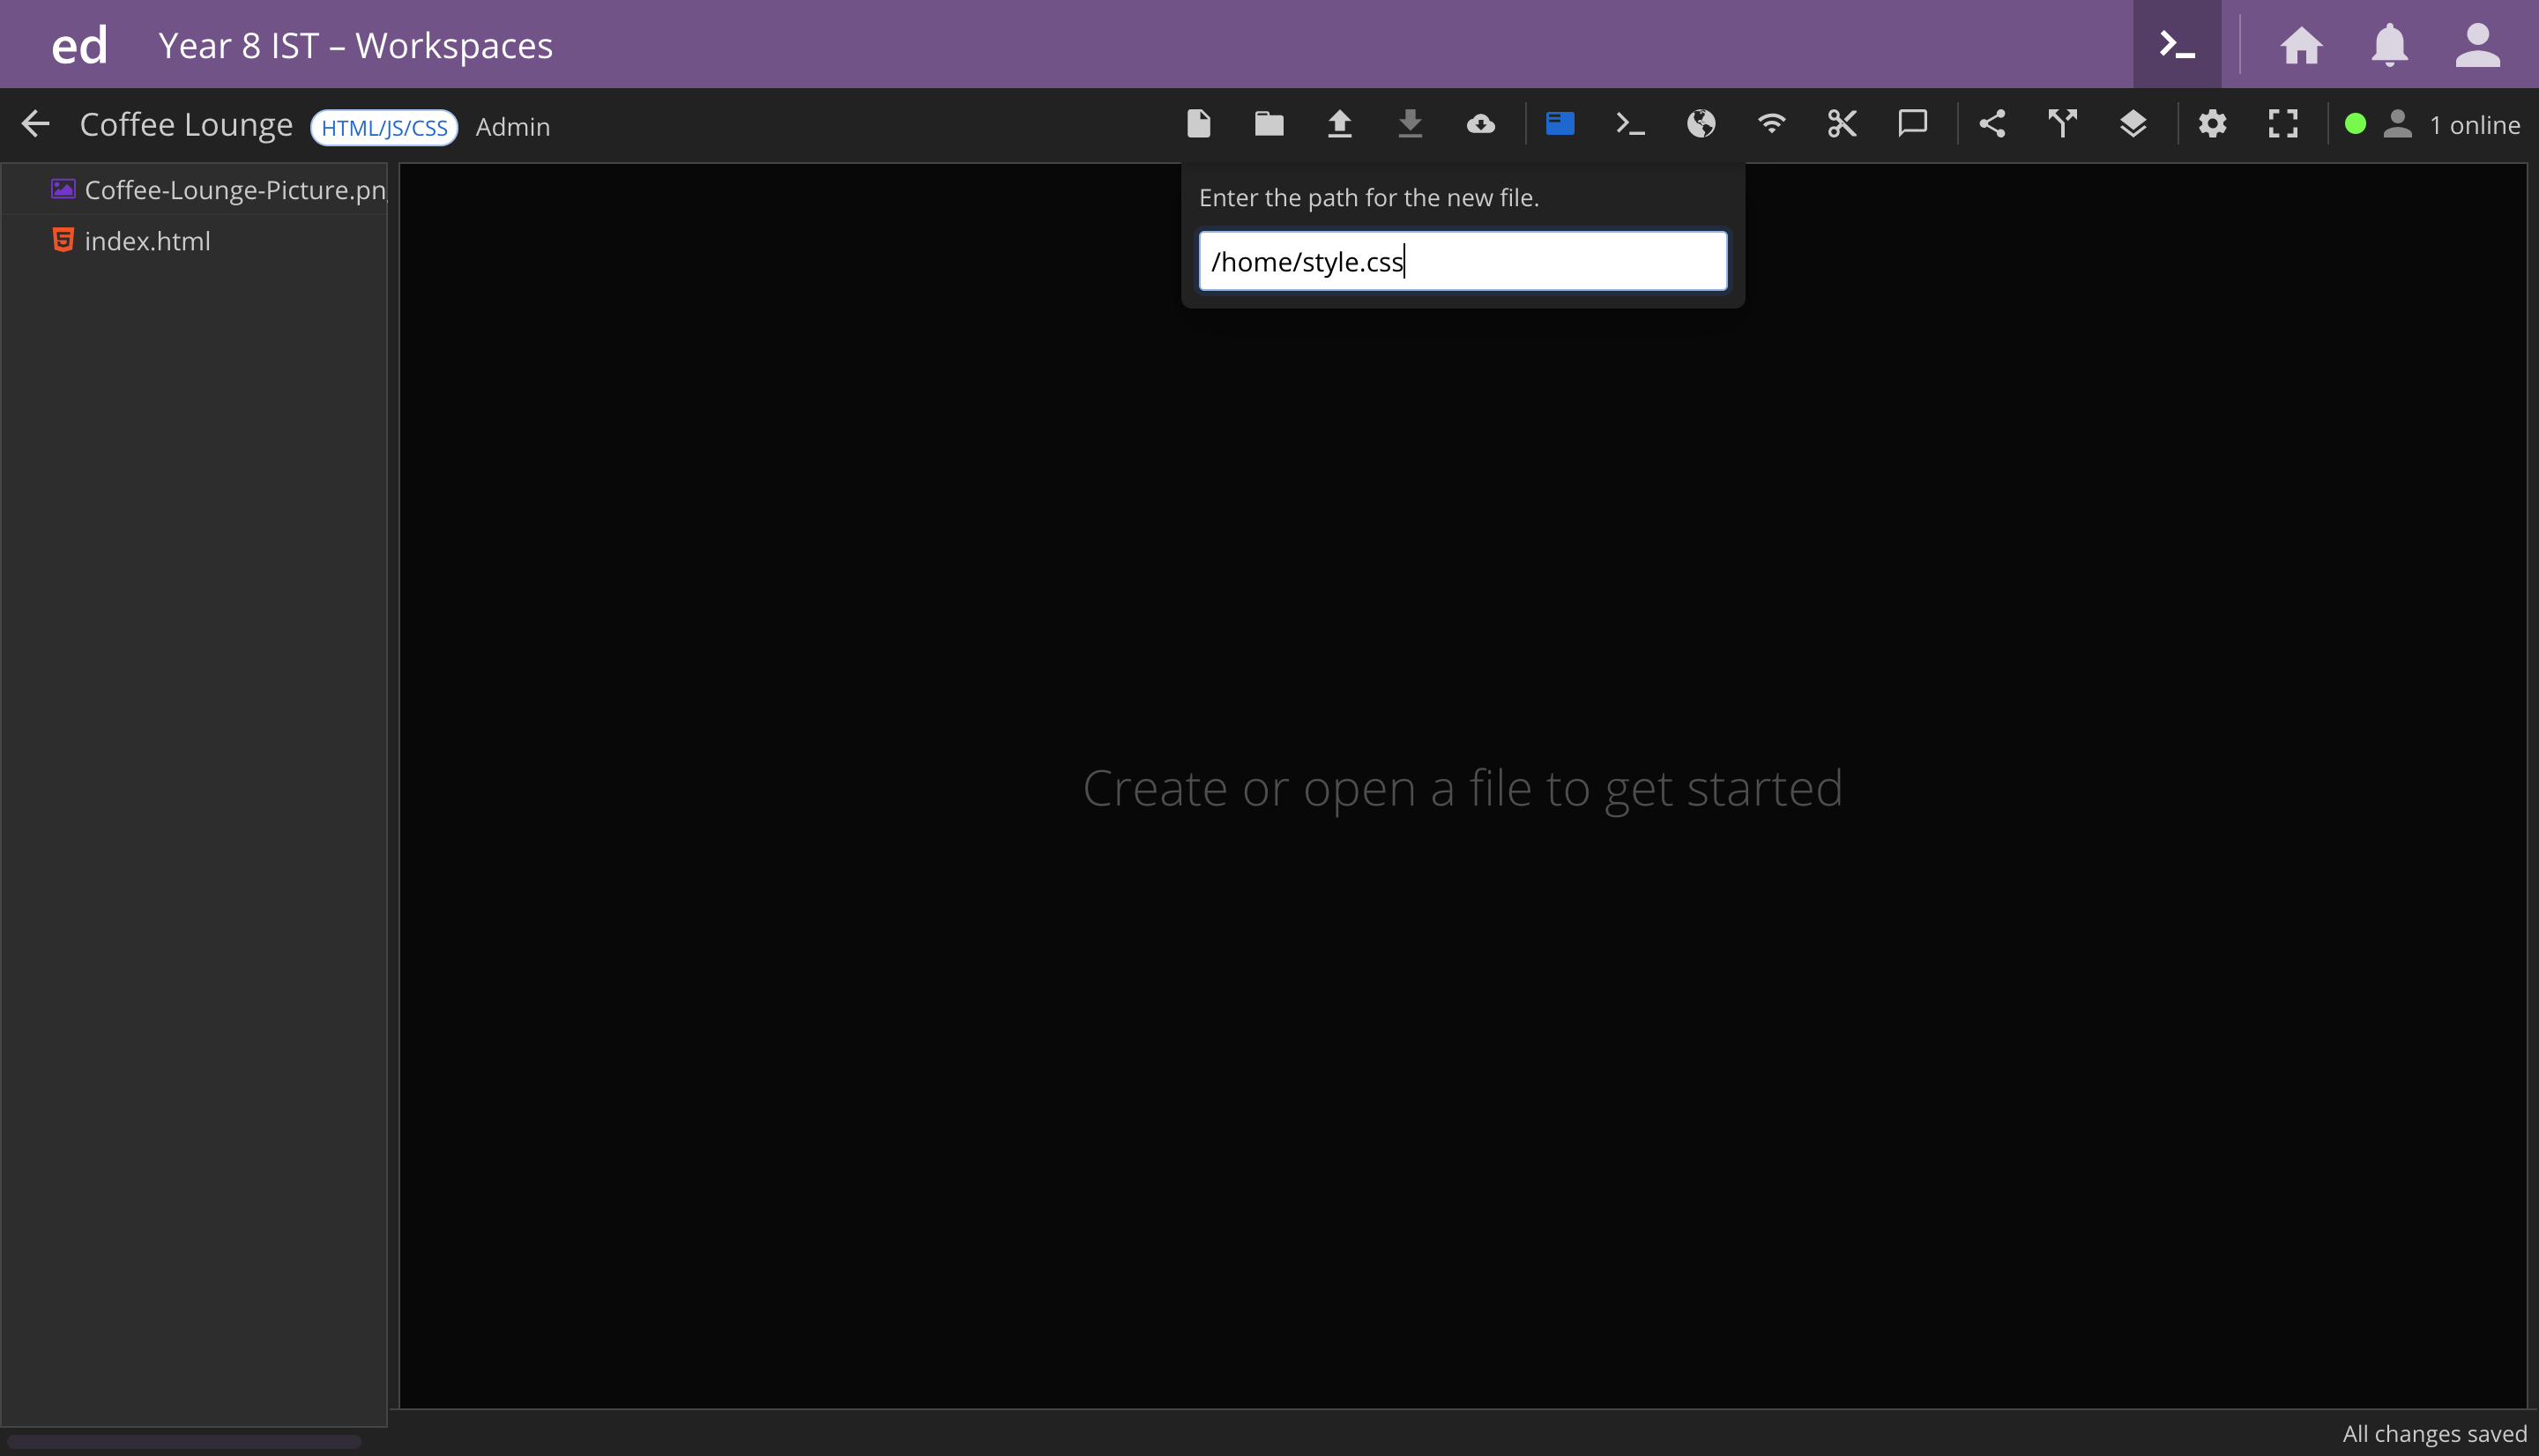 ed Year 8 IST – Workspaces
Coffee Lounge HTML/JS/CSS Admin 1 online
Coffee-Lounge-Picture.pn
index.html
Enter the path for the new file.
/home/style.css
Create or open a file to get started
All changes saved